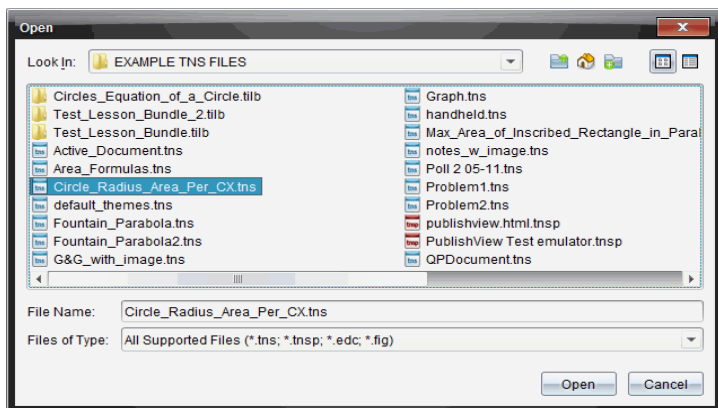 Open
Look In: EXAMPLE TNS FILES
Circles_Equation_of_a_Circle.tilb
Test_Lesson_Bundle_2.tilb
Test_Lesson_Bundle.tilb
Active_Document.tns
Area_Formulas.tns
Circle_Radius_Area_Per_CX.tns
default_themes.tns
Fountain_Parabola.tns
Fountain_Parabola2.tns
G&G_with_image.tns
Graph.tns
handheld.tns
Max_Area_of_Inscribed_Rectangle_in_Paral
notes_w_image.tns
Poll 2 05-11.tns
Problem1.tns
Problem2.tns
publishview.html.tnsp
PublishView Test emulator.tnsp
QPDocument.tns
File Name: Circle_Radius_Area_Per_CX.tns
Files of Type: All Supported Files (*.tns; *.tnsp; *.edc; *.fig)
Open Cancel